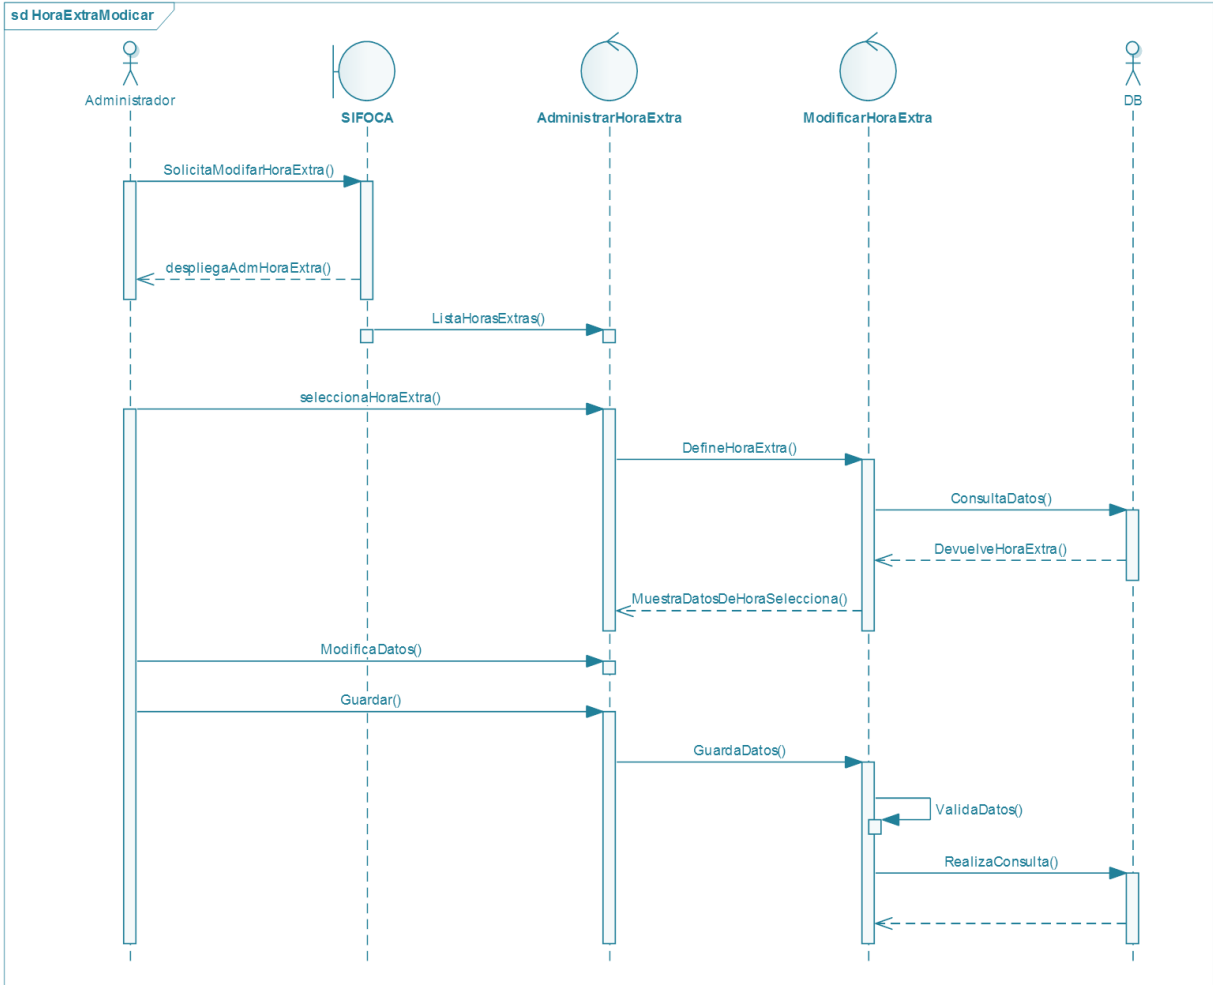 sd HoraExtraModicar
Administrador
SIFOCA
AdministrarHoraExtra
ModificarHoraExtra
DB
SolicitaModifarHoraExtra()
despliegaAdmHoraExtra()
ListaHorasExtras()
seleccionaHoraExtra()
DefineHoraExtra()
ConsultaDatos()
DevuelveHoraExtra()
MuestraDatosDeHoraSelecciona()
ModificaDatos()
Guardar()
GuardaDatos()
ValidaDatos()
RealizaConsulta()